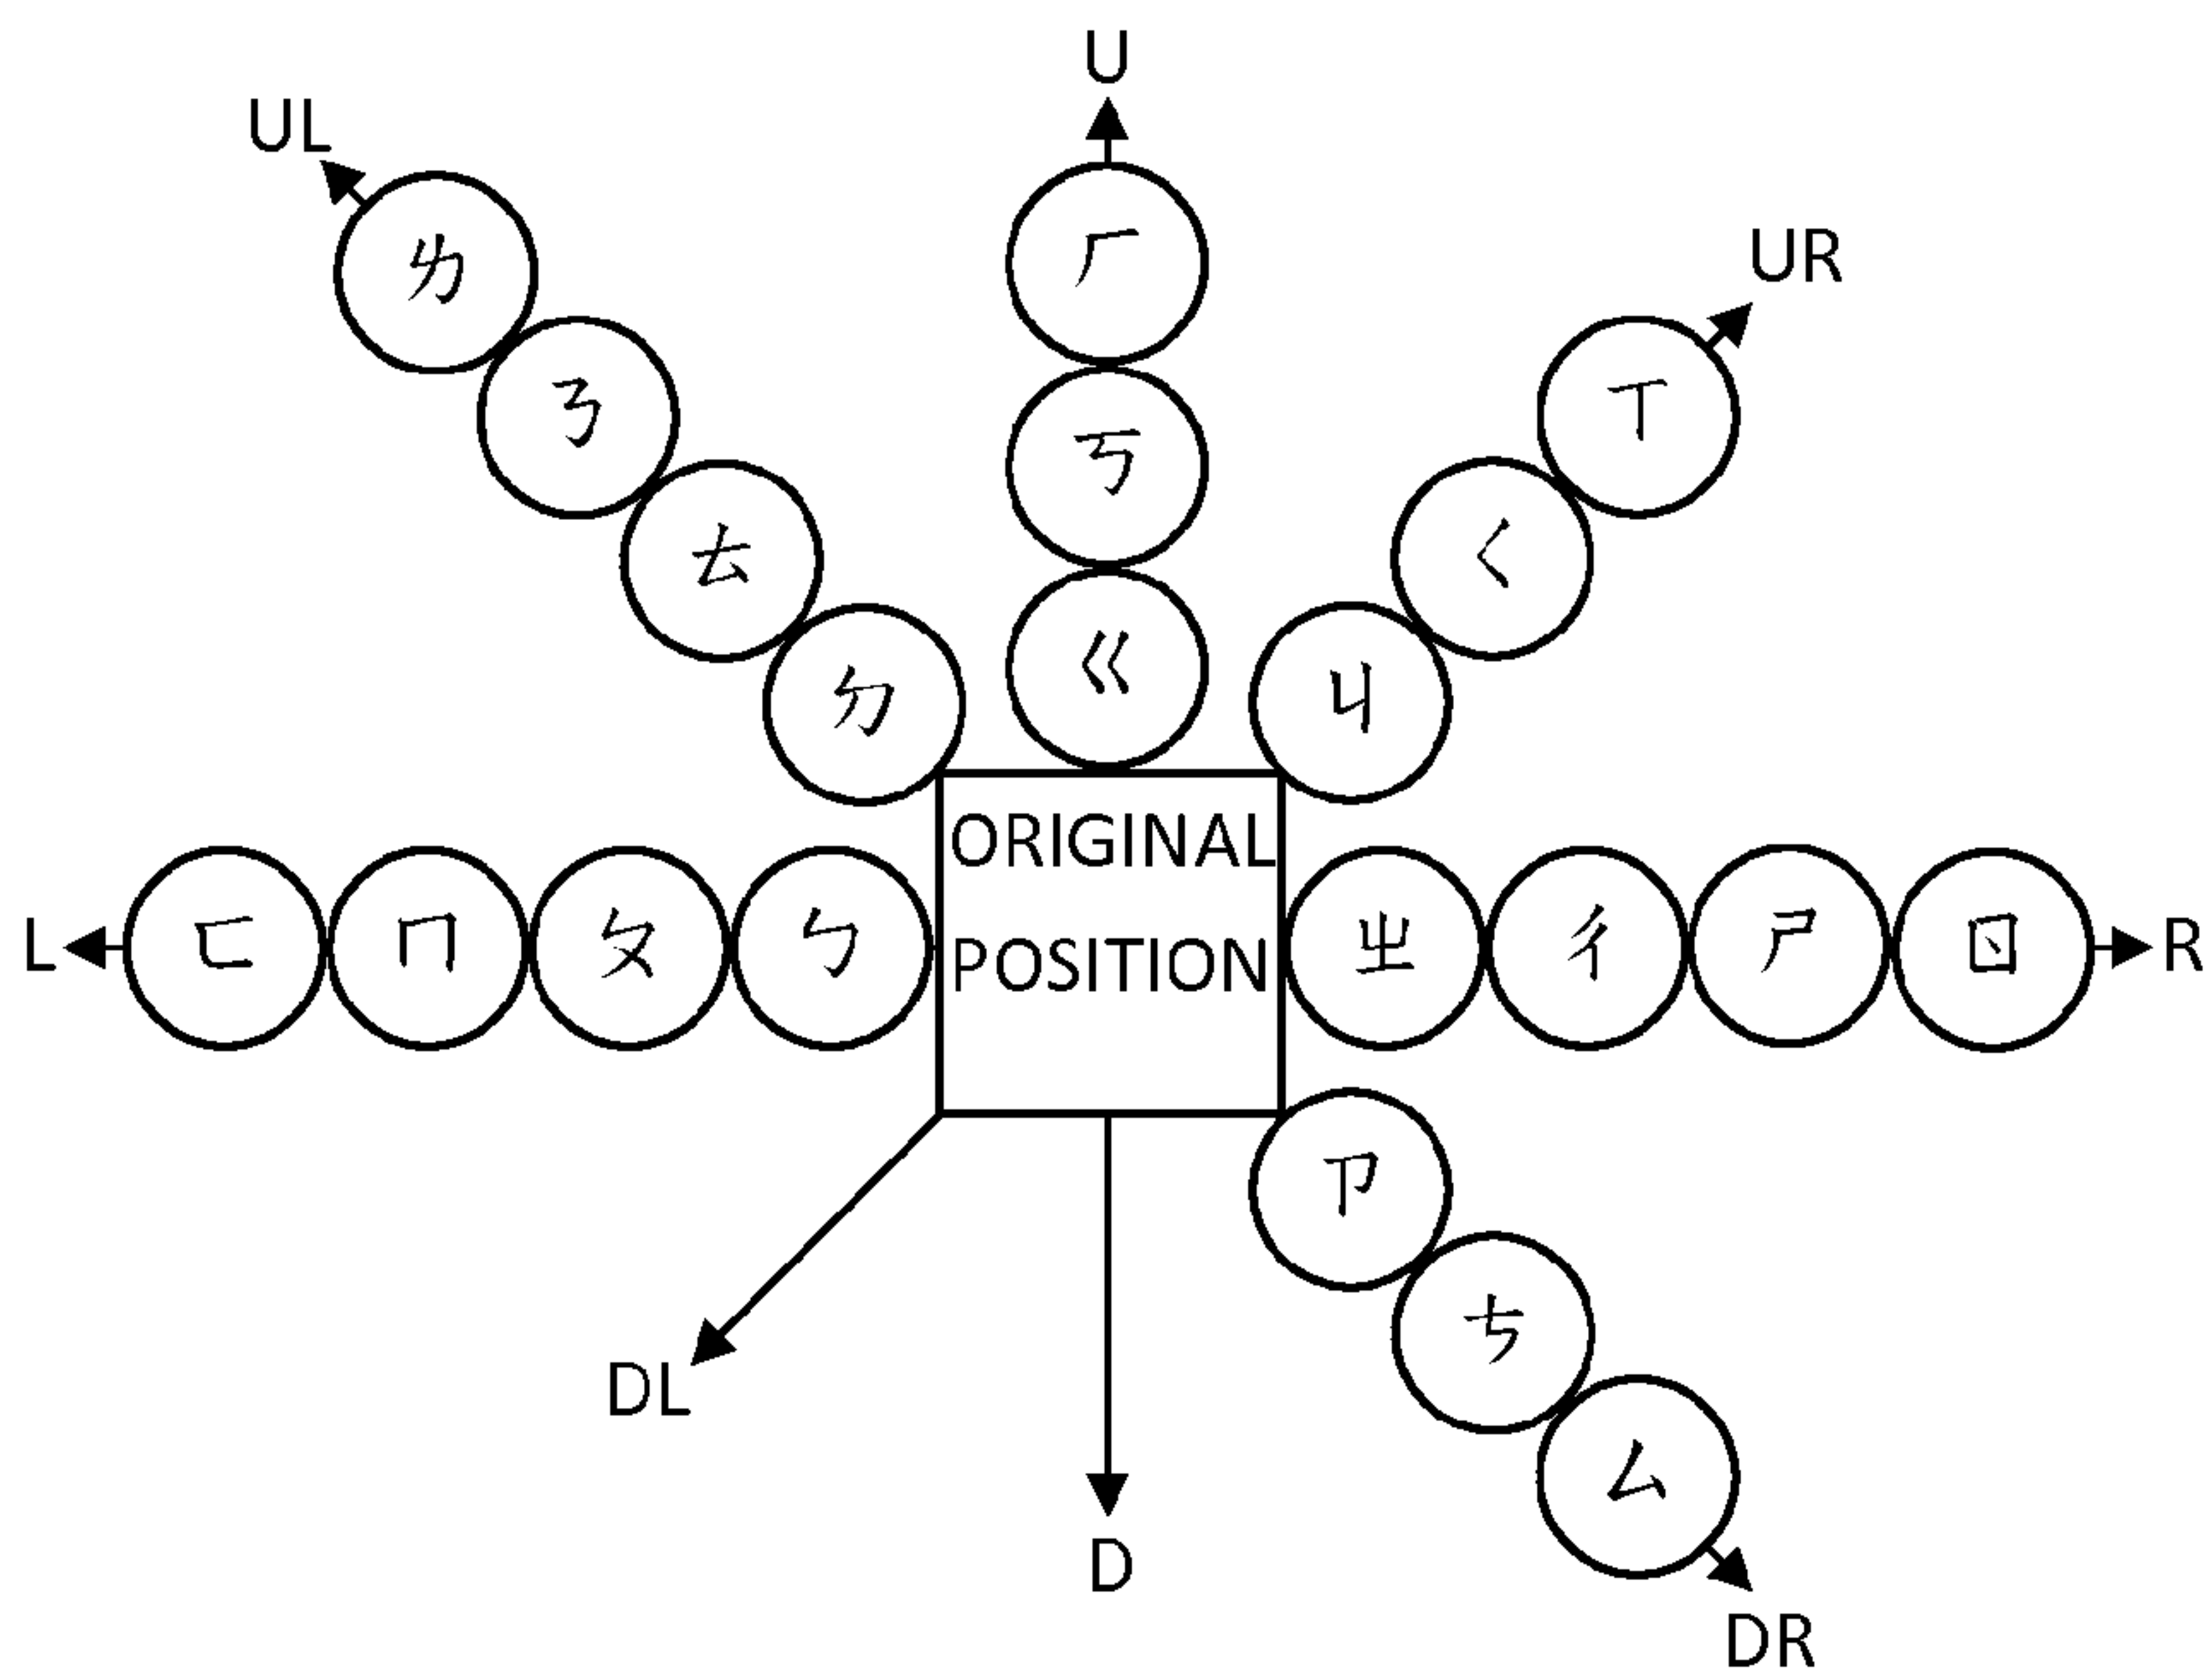 U
UL
ㄌ
ㄏ
UR
ㄋ
ㄒ
ㄎ
ㄊ
ㄑ
ㄍ
ㄉ
ㄐ
ORIGINAL
POSITION
L ㄈ ㄇ ㄆ ㄅ
ㄓ ㄔ ㄕ ㄖ R
ㄗ
ㄘ
DL
ㄙ
D
DR